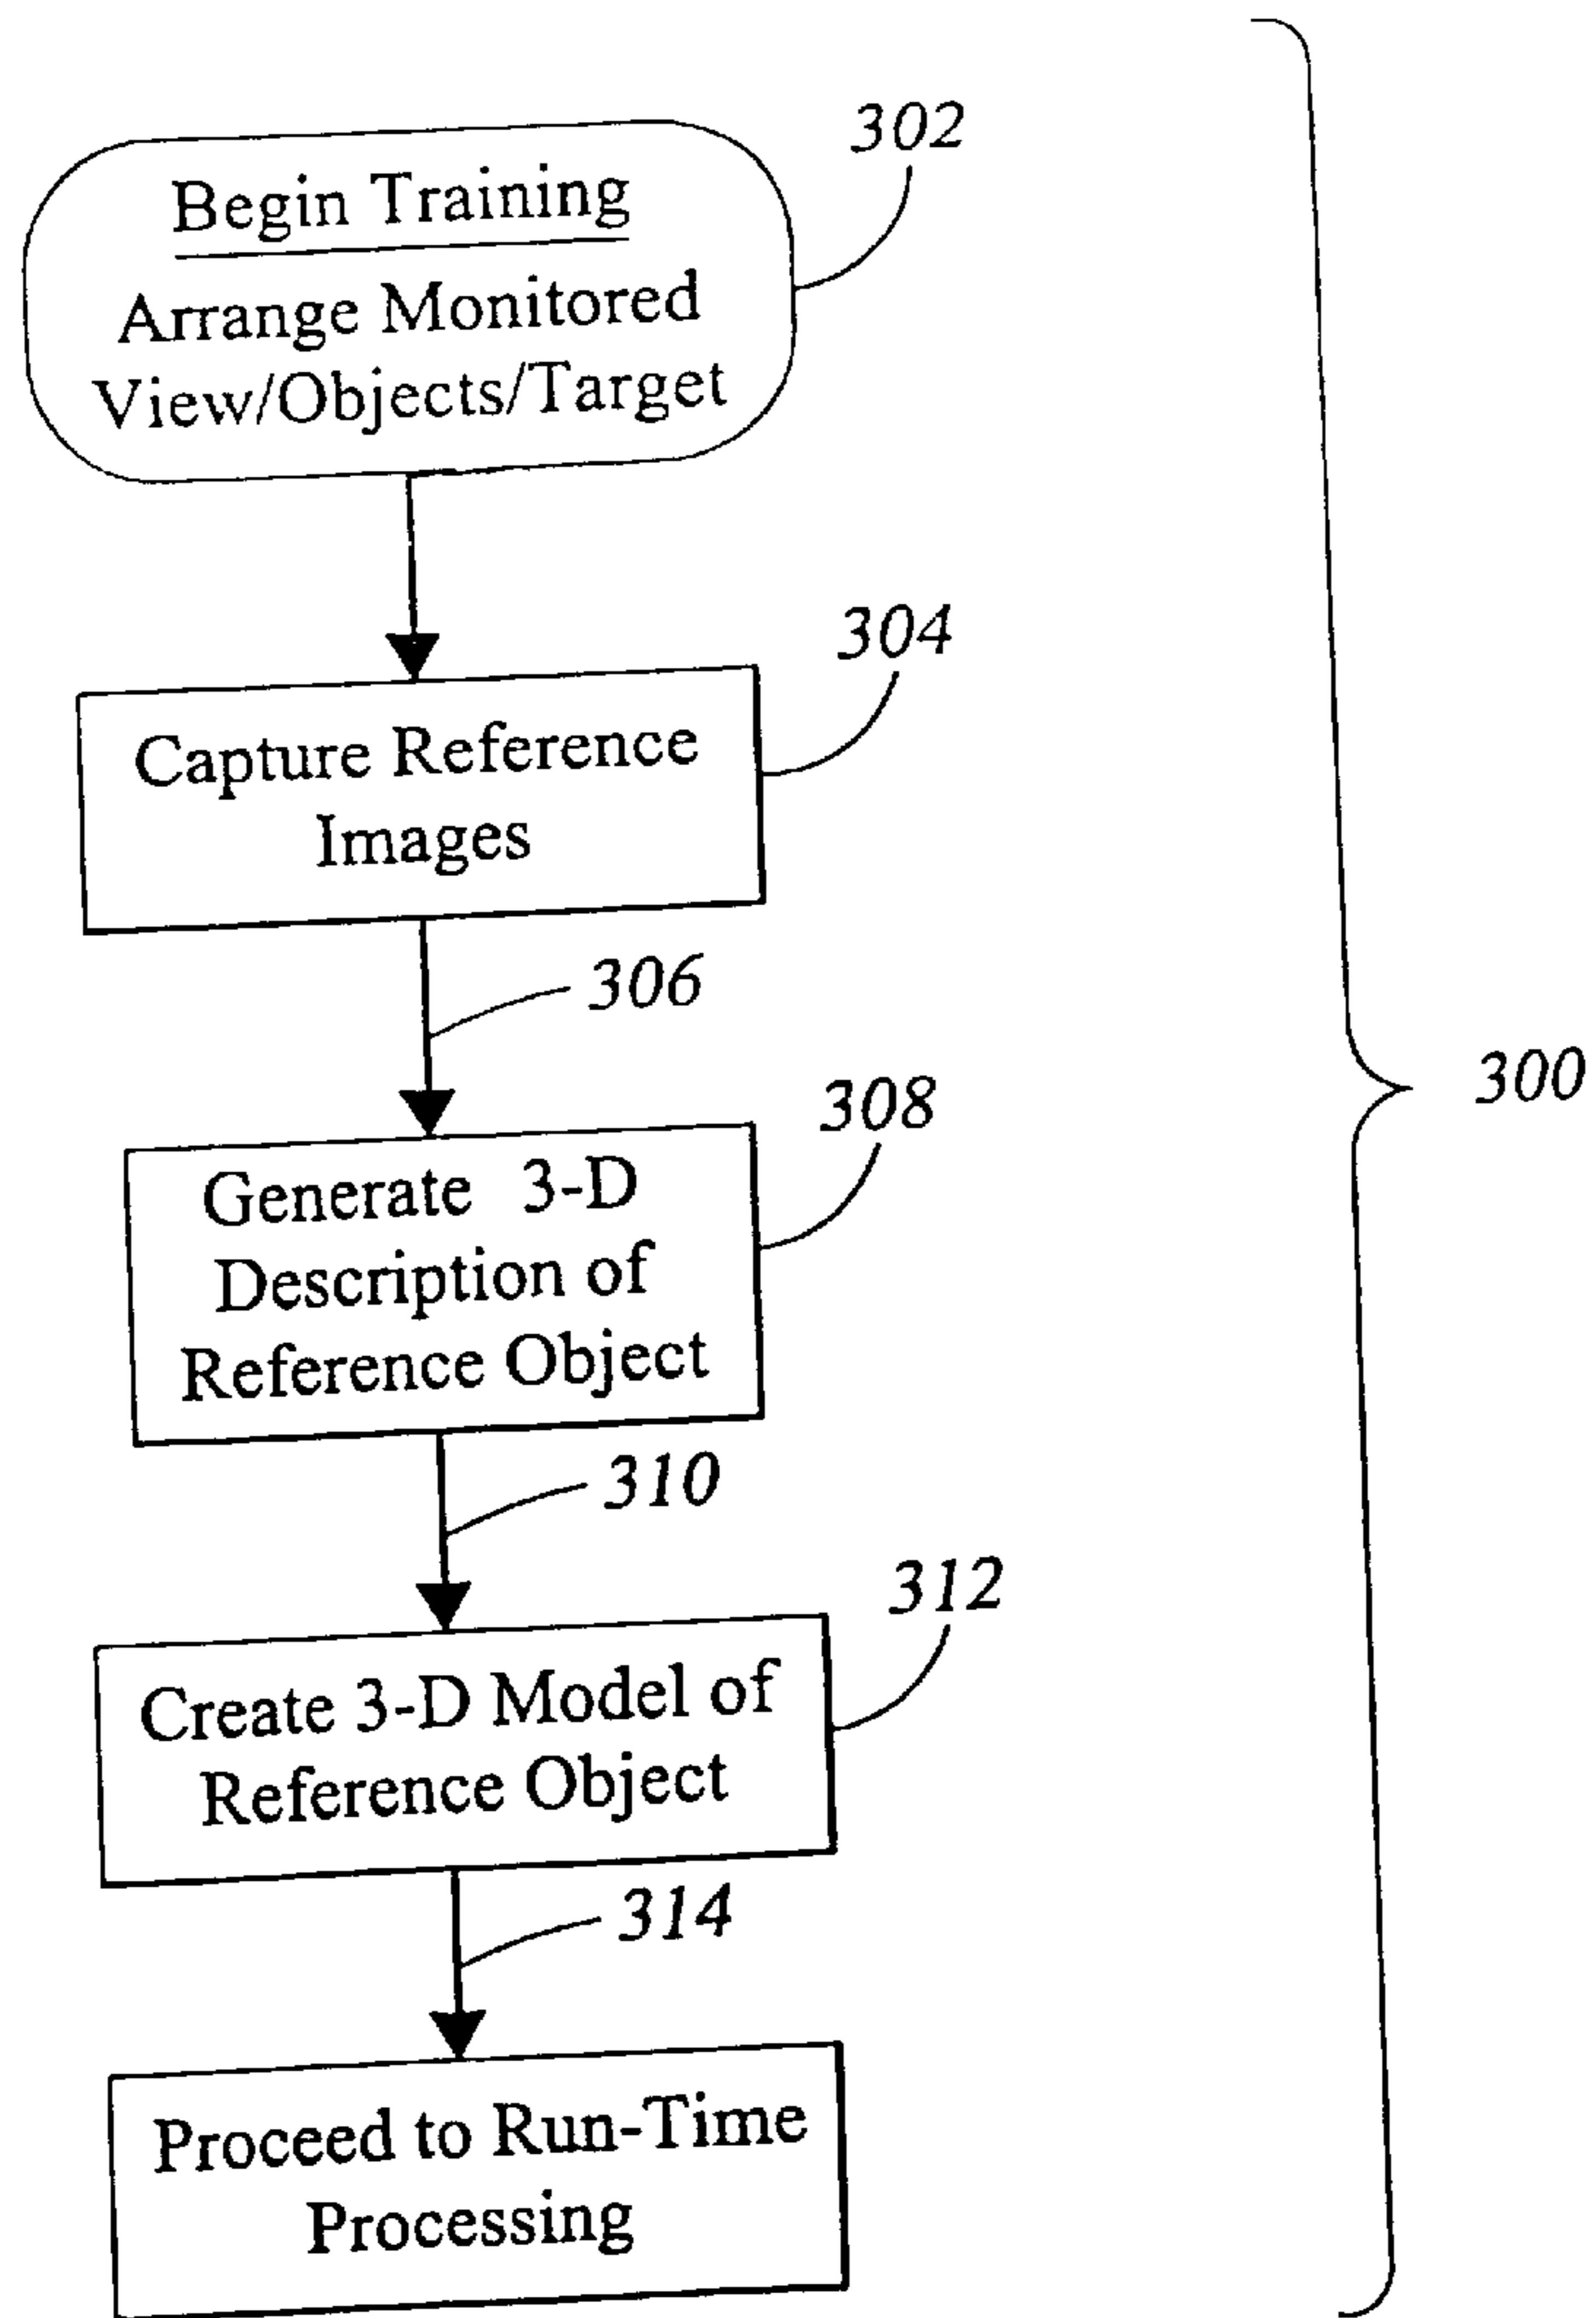 302
Begin Training
Arrange Monitored
View/Objects/Target
304
Capture Reference
Images
306
308
300
Generate 3-D
Description of
Reference Object
310
312
Create 3-D Model of
Reference Object
314
Proceed to Run-Time
Processing